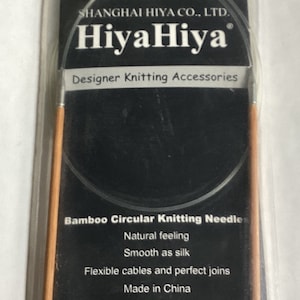 SHANGHAI HIYA CO., LTD.
HiyaHiya®
Designer Knitting Accessories
Bamboo Circular Knitting Needles
Natural feeling
Smooth as silk
Flexible cables and perfect joins
Made in China